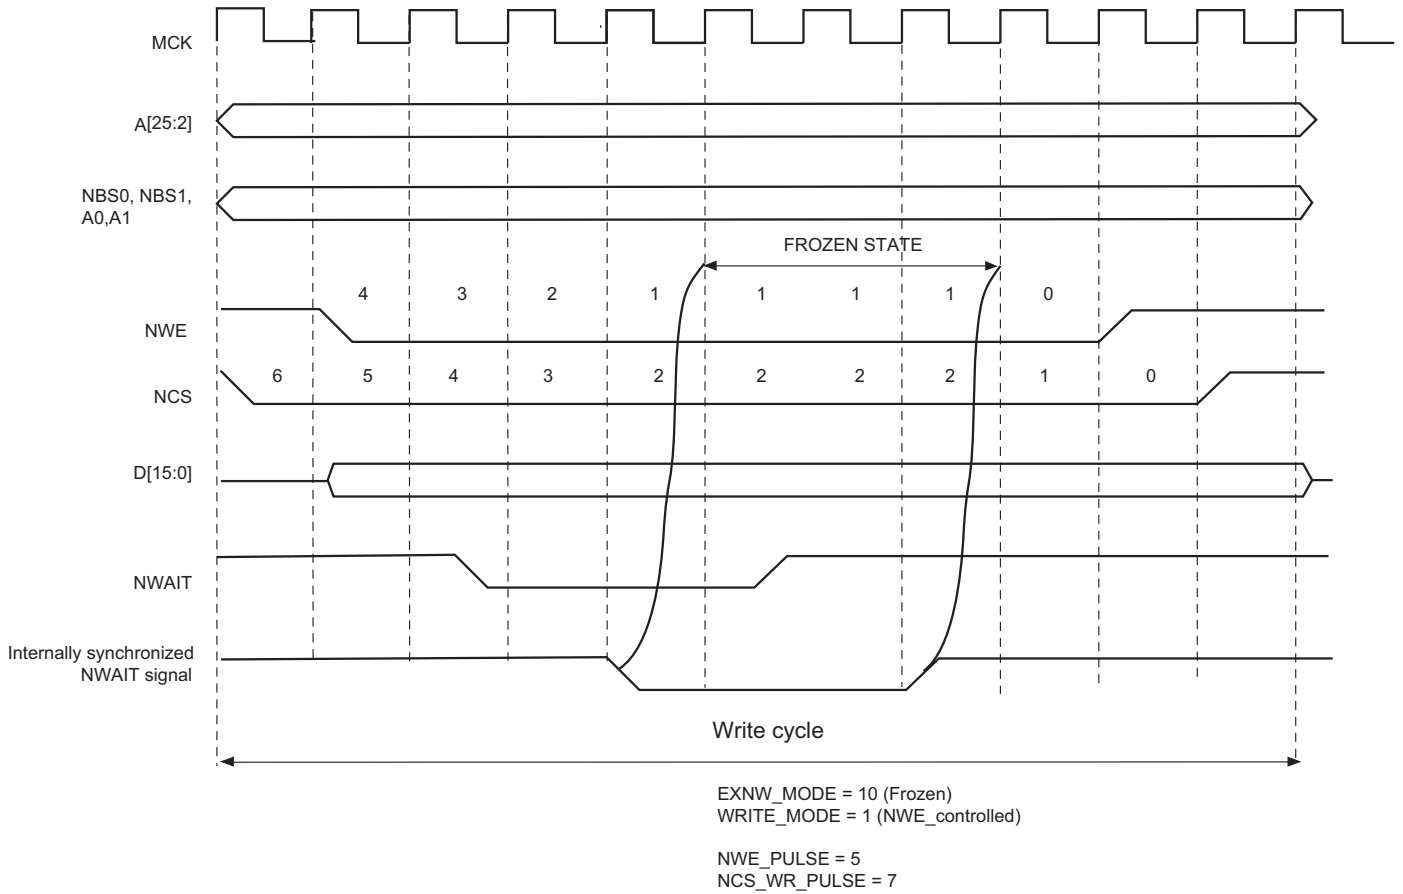 MCK
A[25:2]
NBS0, NBS1,
A0,A1
FROZEN STATE
4 3 2 1 1 1 1 0
NWE
6 5 4 3 2 2 2 2 1 0
NCS
D[15:0]
NWAIT
Internally synchronized
NWAIT signal
Write cycle
EXNW_MODE = 10 (Frozen)
WRITE_MODE = 1 (NWE_controlled)
NWE_PULSE = 5
NCS_WR_PULSE = 7